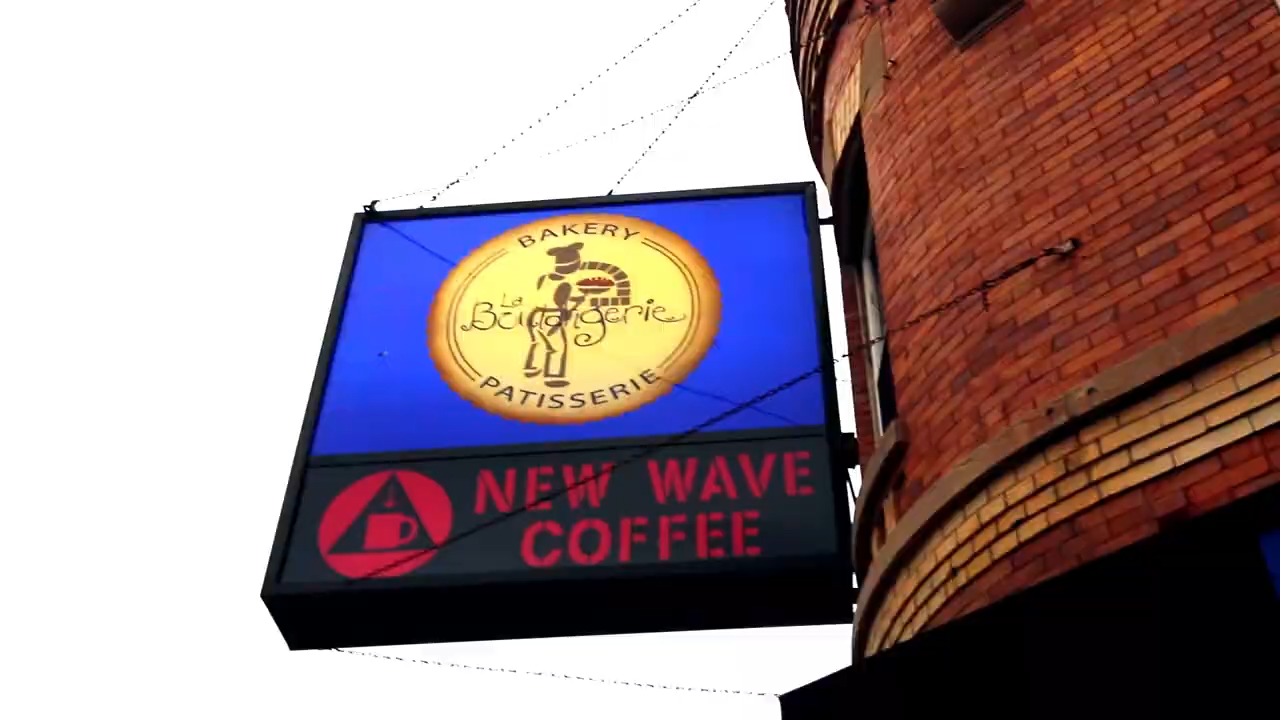 BAKERY
La
Boulangerie
PATISSERIE
NEW WAVE
COFFEE